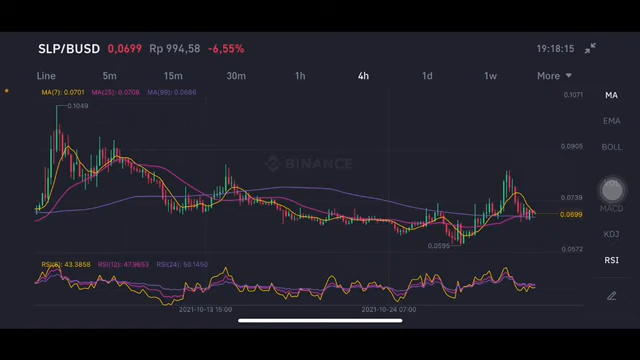 SLP/BUSD 0,0699 Rp 994,58 -6,55% 19:18:15
Line 5m 15m 30m 1h 4h 1d 1w More
MA(7): 0.0701 MA(25): 0.0708 MA(99): 0.0686
0.1071
MA
0.1049
EMA
0.0905
BOLL
BINANCE
0.0739
MACD
0.0699
KDJ
0.0595
0.0572
RSI(6): 43.3858 RSI(12): 47.9653 RSI(24): 50.1450
RSI
2021-10-13 15:00 2021-10-24 07:00